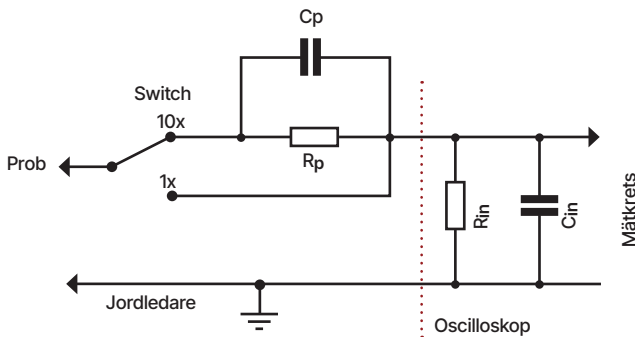 Cp
Switch
10x
Prob
Rp
1x
Rin
Cin
Mätkrets
Jordledare
Oscilloskop